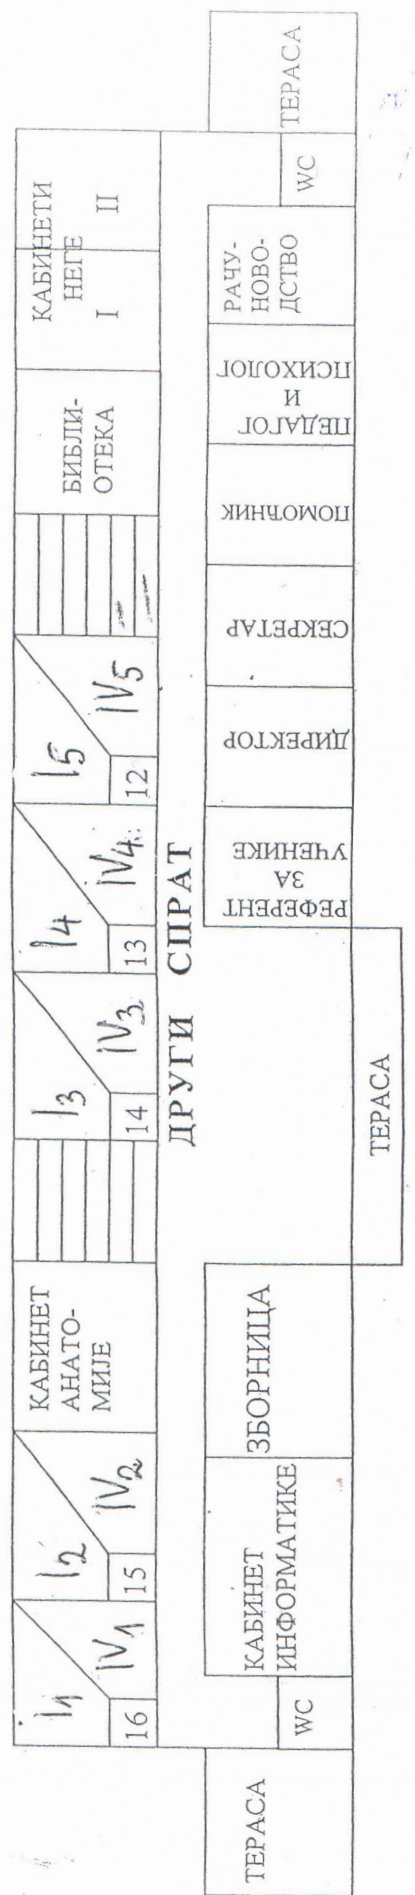 I1
IV1
16
I2
IV2
15
КАБИНЕТ
АНАТО-
МИЈЕ
I3
IV3
14
I4
IV4
13
I5
IV5
12
БИБЛИ-
ОТЕКА
КАБИНЕТИ
НЕГЕ
I II
ДРУГИ СПРАТ
ТЕРАСА
WC
КАБИНЕТ
ИНФОРМАТИКЕ
ЗБОРНИЦА
ТЕРАСА
РЕФЕРЕНТ
ЗА
УЧЕНИКЕ
ДИРЕКТОР
СЕКРЕТАР
ПОМОЋНИК
ПЕДАГОГ
И
ПСИХОЛОГ
РАЧУ-
НОВО-
ДСТВО
WC
ТЕРАСА